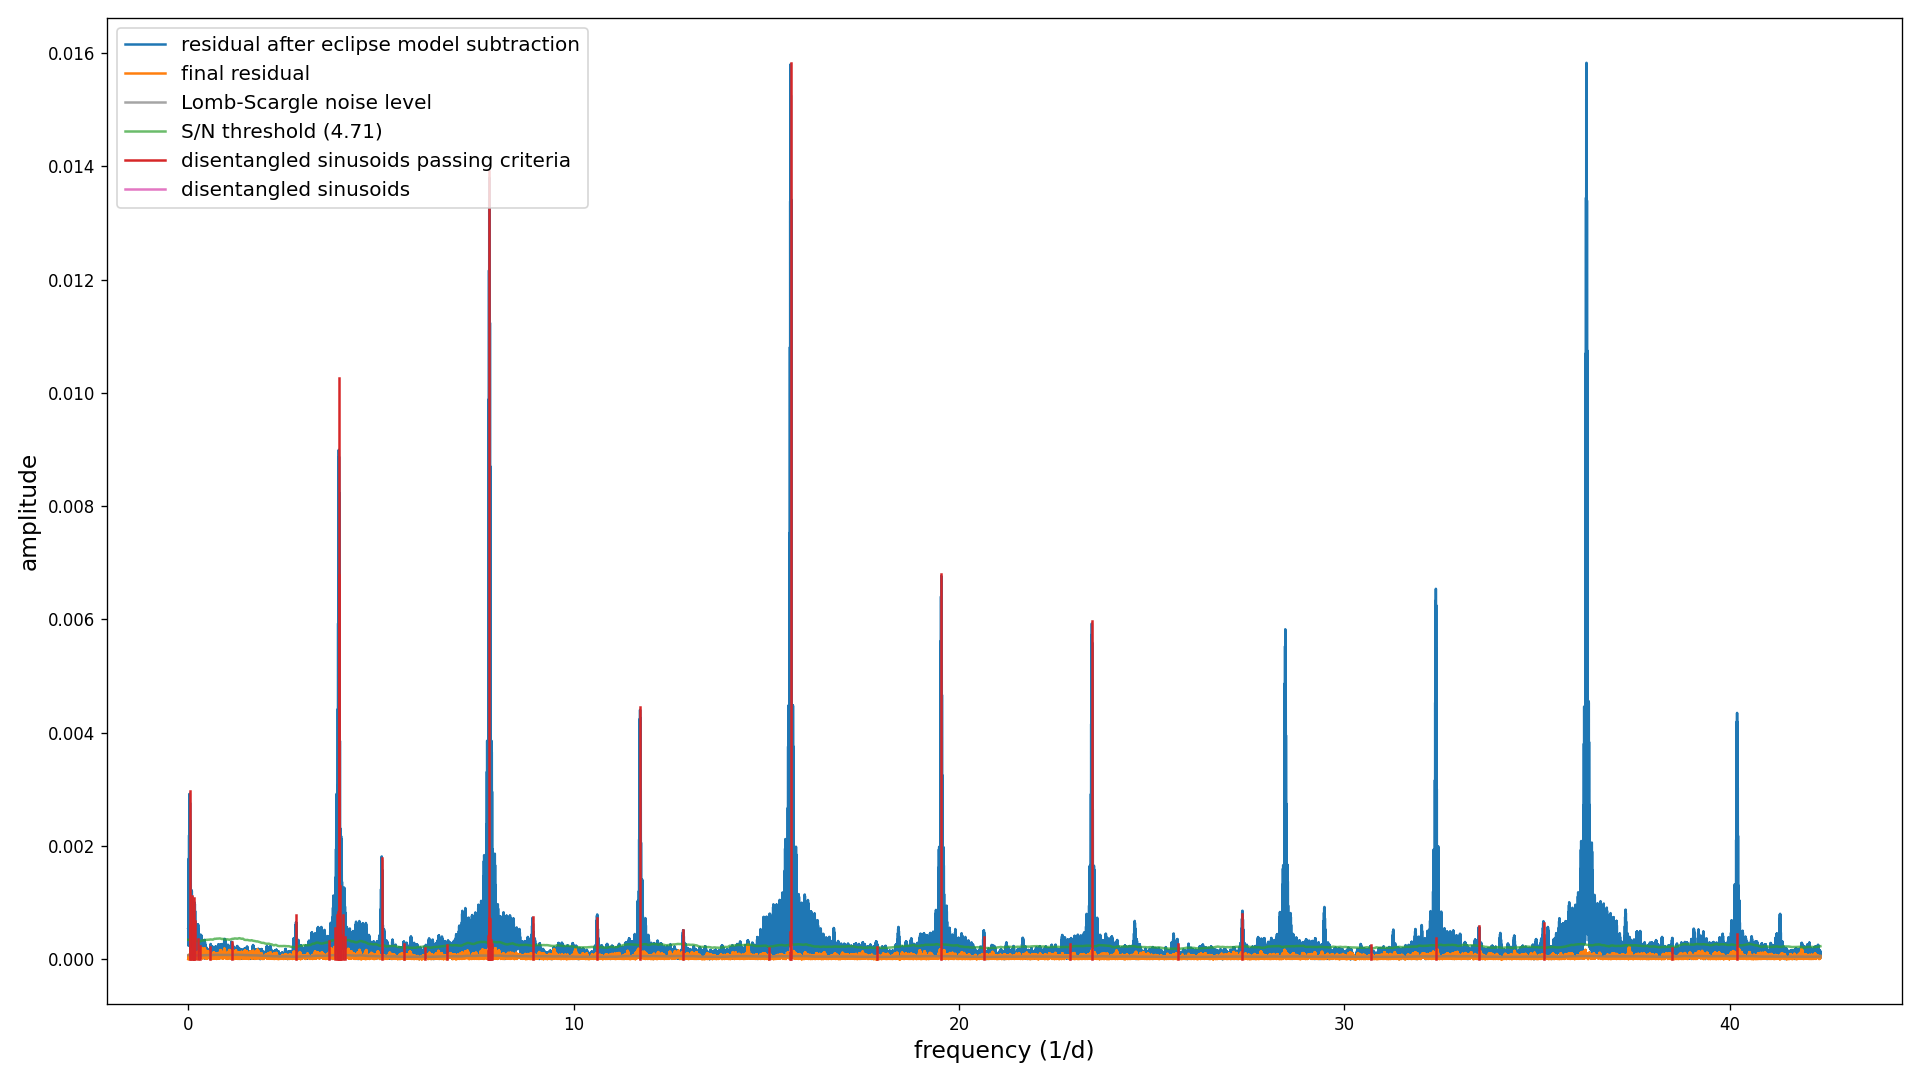 residual after eclipse model subtraction
final residual
Lomb-Scargle noise level
S/N threshold (4.71)
disentangled sinusoids passing criteria
disentangled sinusoids
0.016
0.014
0.012
0.010
0.008
0.006
0.004
0.002
0.000
amplitude
0 10 20 30 40
frequency (1/d)